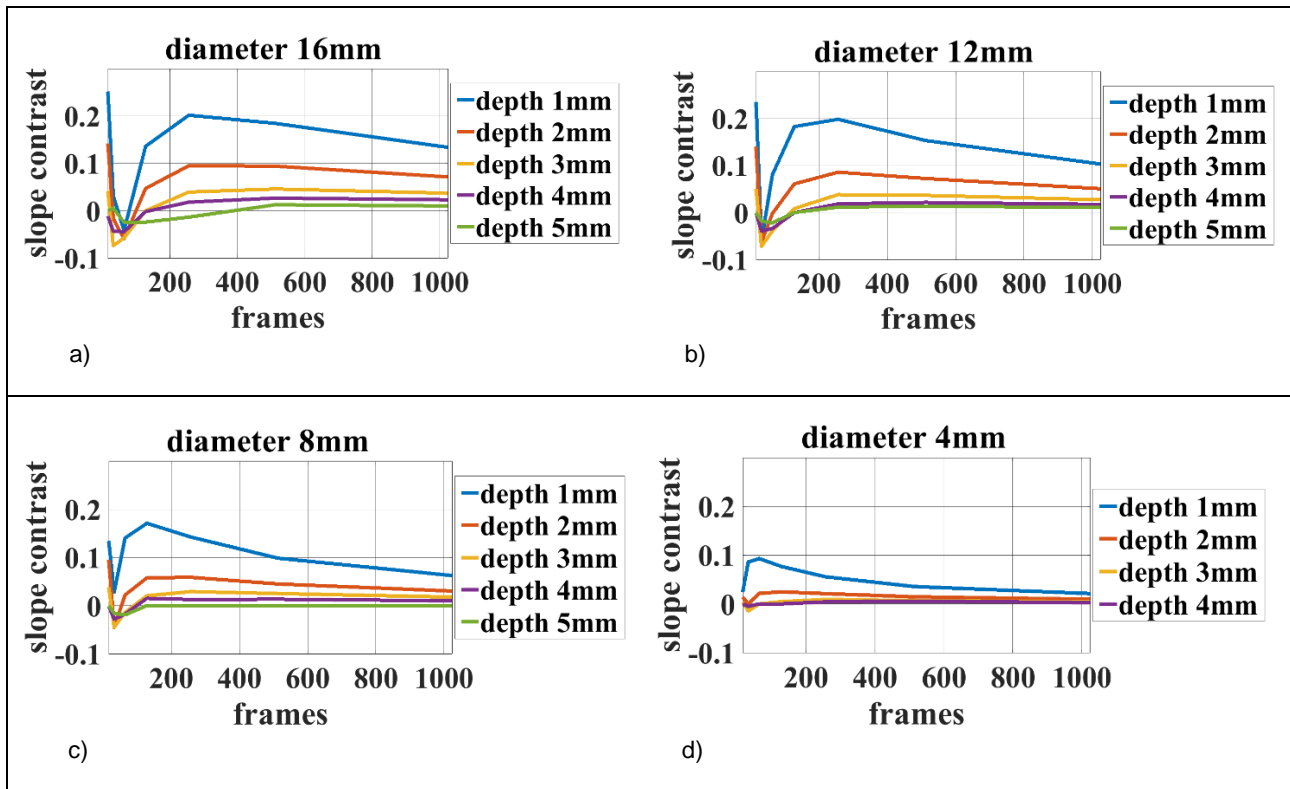 diameter 16mm
slope contrast
0.2
0.1
0
-0.1
200 400 600 800 1000
frames
depth 1mm
depth 2mm
depth 3mm
depth 4mm
depth 5mm
a)
diameter 12mm
slope contrast
0.2
0.1
0
-0.1
200 400 600 800 1000
frames
depth 1mm
depth 2mm
depth 3mm
depth 4mm
depth 5mm
b)
diameter 8mm
slope contrast
0.2
0.1
0
-0.1
200 400 600 800 1000
frames
depth 1mm
depth 2mm
depth 3mm
depth 4mm
depth 5mm
c)
diameter 4mm
slope contrast
0.2
0.1
0
-0.1
200 400 600 800 1000
frames
depth 1mm
depth 2mm
depth 3mm
depth 4mm
d)